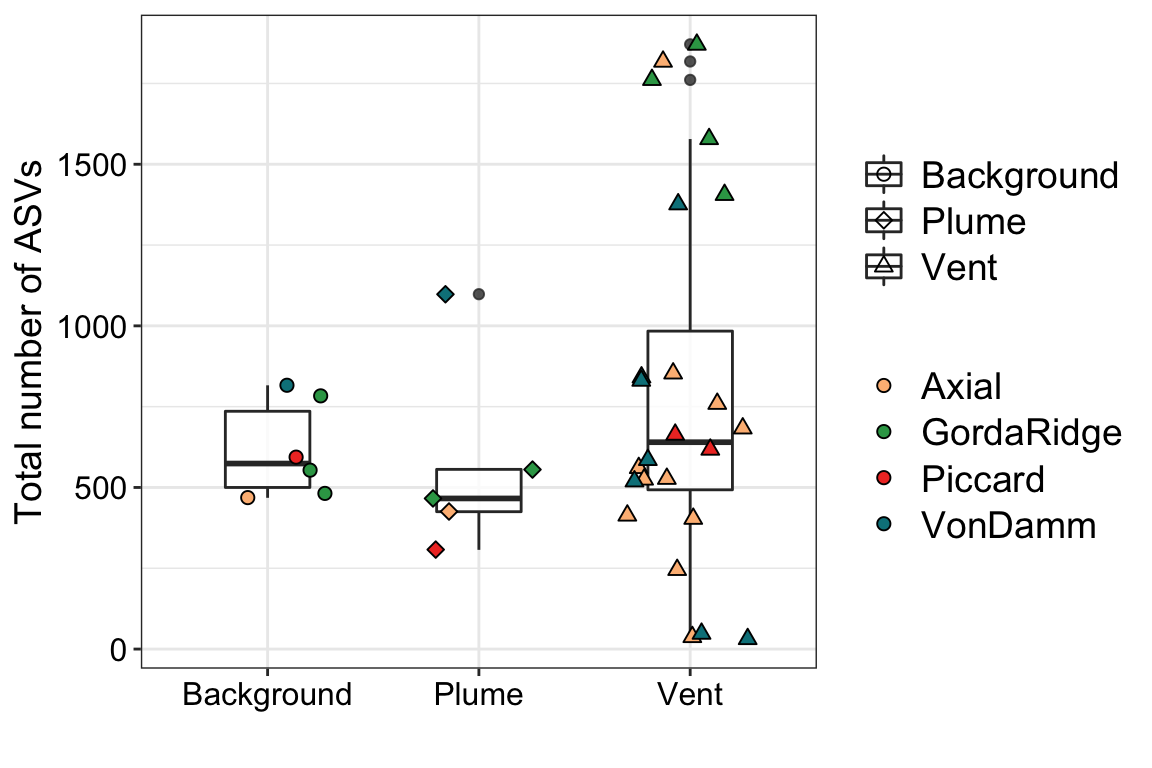 Total number of ASVs
1500
1000
500
0
Background
Plume
Vent
Background
Plume
Vent
Axial
GordaRidge
Piccard
VonDamm